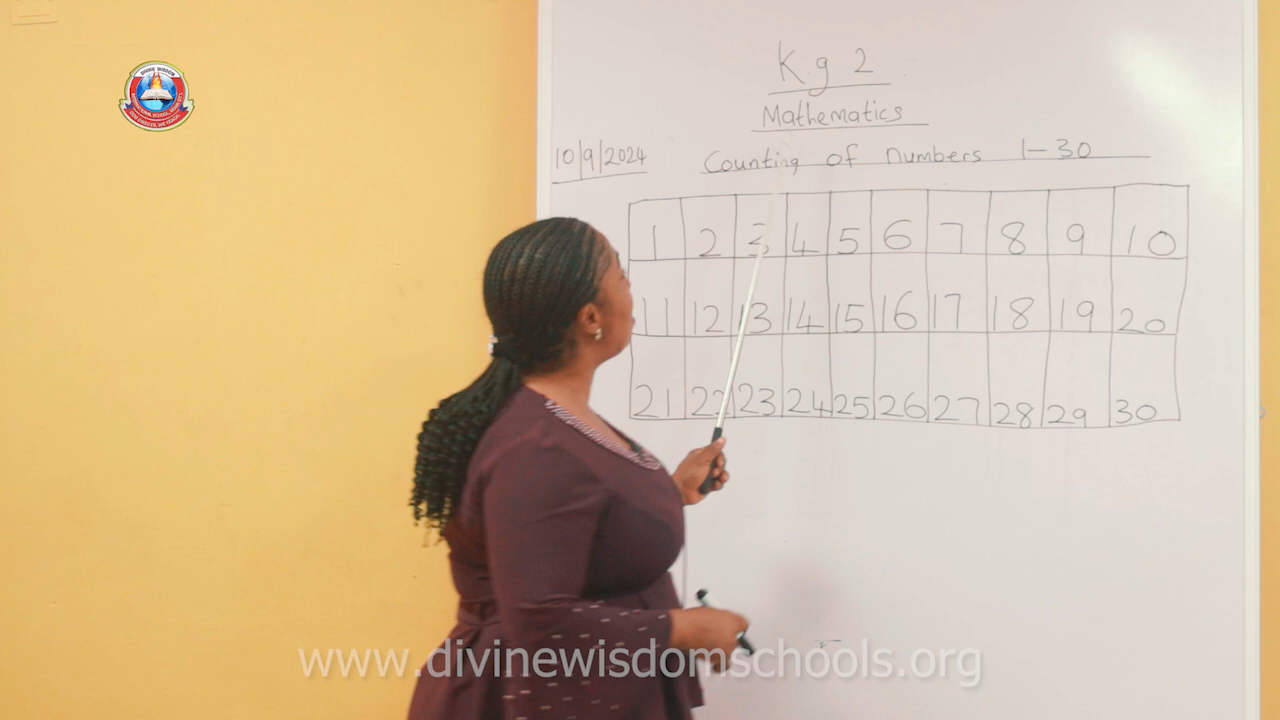 Kg 2
Mathematics
10/9/2024
Counting of numbers 1-30
1 2 3 4 5 6 7 8 9 10
11 12 13 14 15 16 17 18 19 20
21 22 23 24 25 26 27 28 29 30
DIVINE WISDOM
www.divinewisdomschools.org